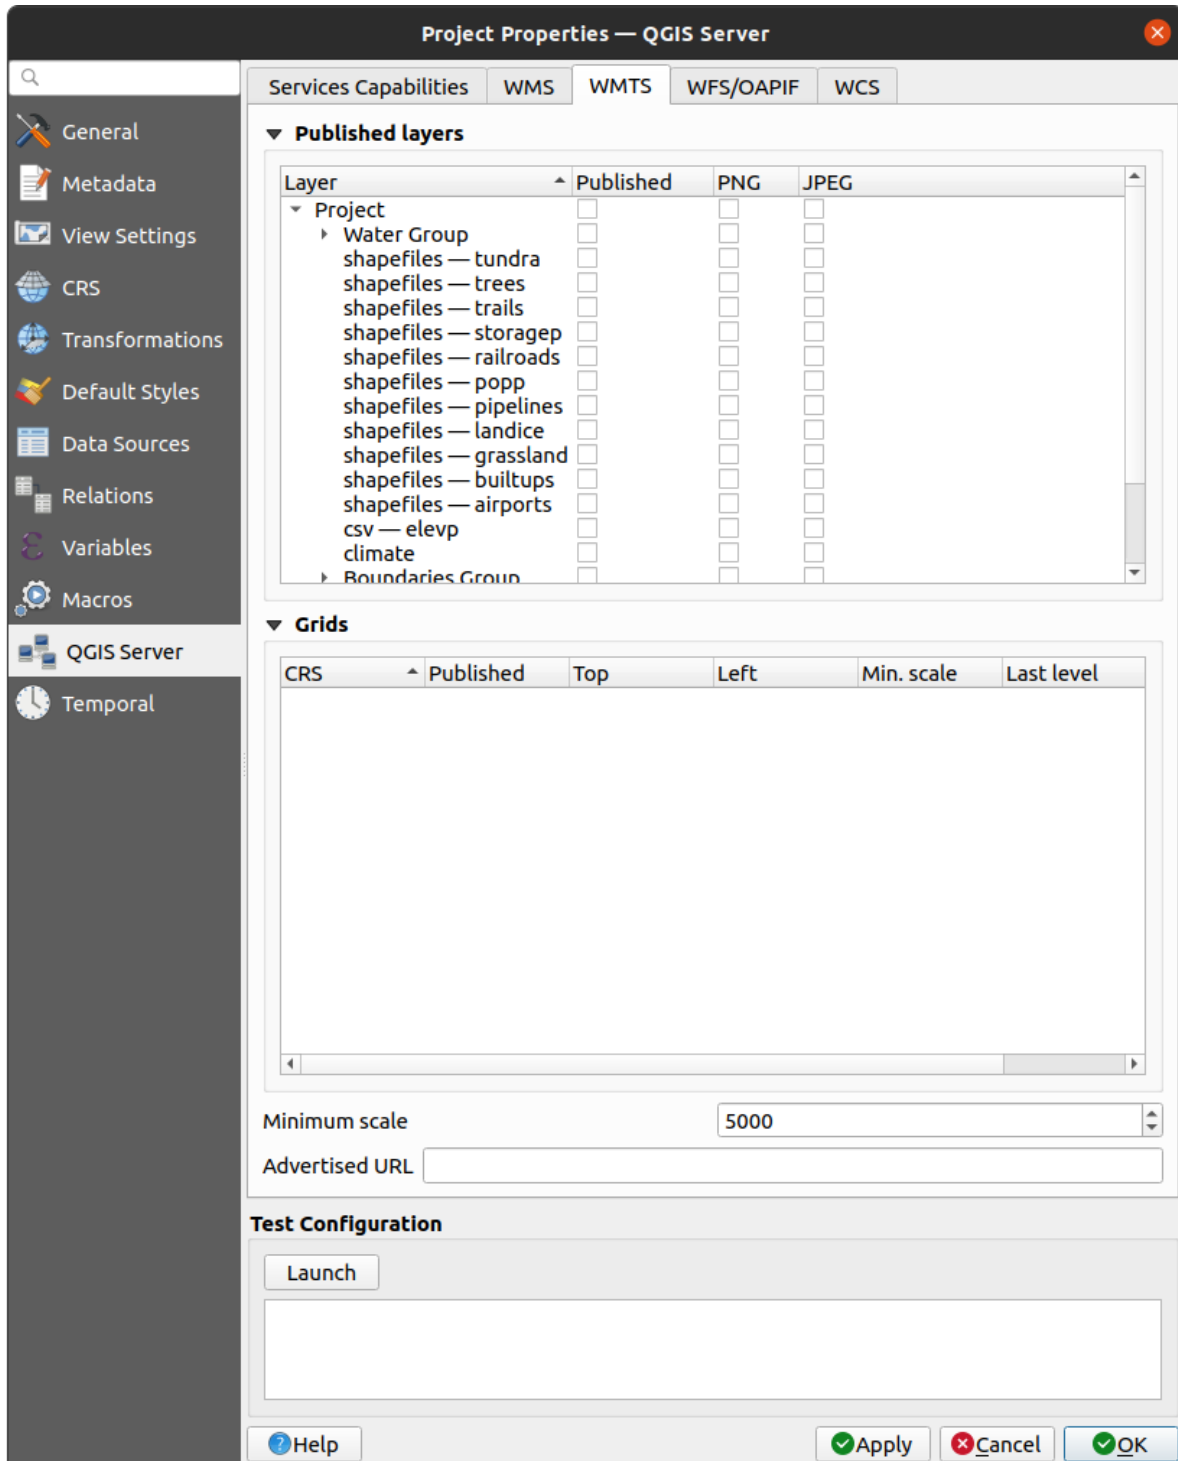 Project Properties — QGIS Server
General
Metadata
View Settings
CRS
Transformations
Default Styles
Data Sources
Relations
Variables
Macros
QGIS Server
Temporal
Services Capabilities WMS WMTS WFS/OAPIF WCS
Published layers
Layer Published PNG JPEG
Project
Water Group
shapefiles — tundra
shapefiles — trees
shapefiles — trails
shapefiles — storagep
shapefiles — railroads
shapefiles — popp
shapefiles — pipelines
shapefiles — landice
shapefiles — grassland
shapefiles — builtups
shapefiles — airports
csv — elevp
climate
Boundaries Group
Grids
CRS Published Top Left Min. scale Last level
Minimum scale 5000
Advertised URL
Test Configuration
Launch
Help Apply Cancel OK